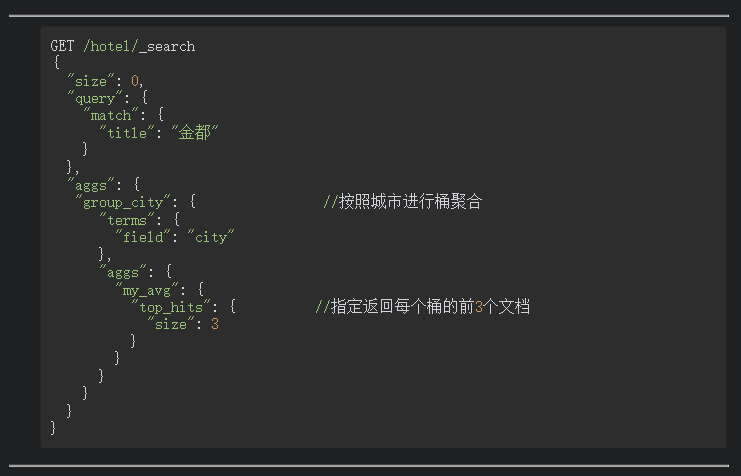 GET /hotel/_search
{
  "size": 0,
  "query": {
    "match": {
      "title": "金都"
    }
  },
  "aggs": {
   "group_city": {                //按照城市进行桶聚合
      "terms": {
        "field": "city"
      },
      "aggs": {
        "my_avg": {
          "top_hits": {          //指定返回每个桶的前3个文档
            "size": 3
          }
        }
      }
    }
  }
}